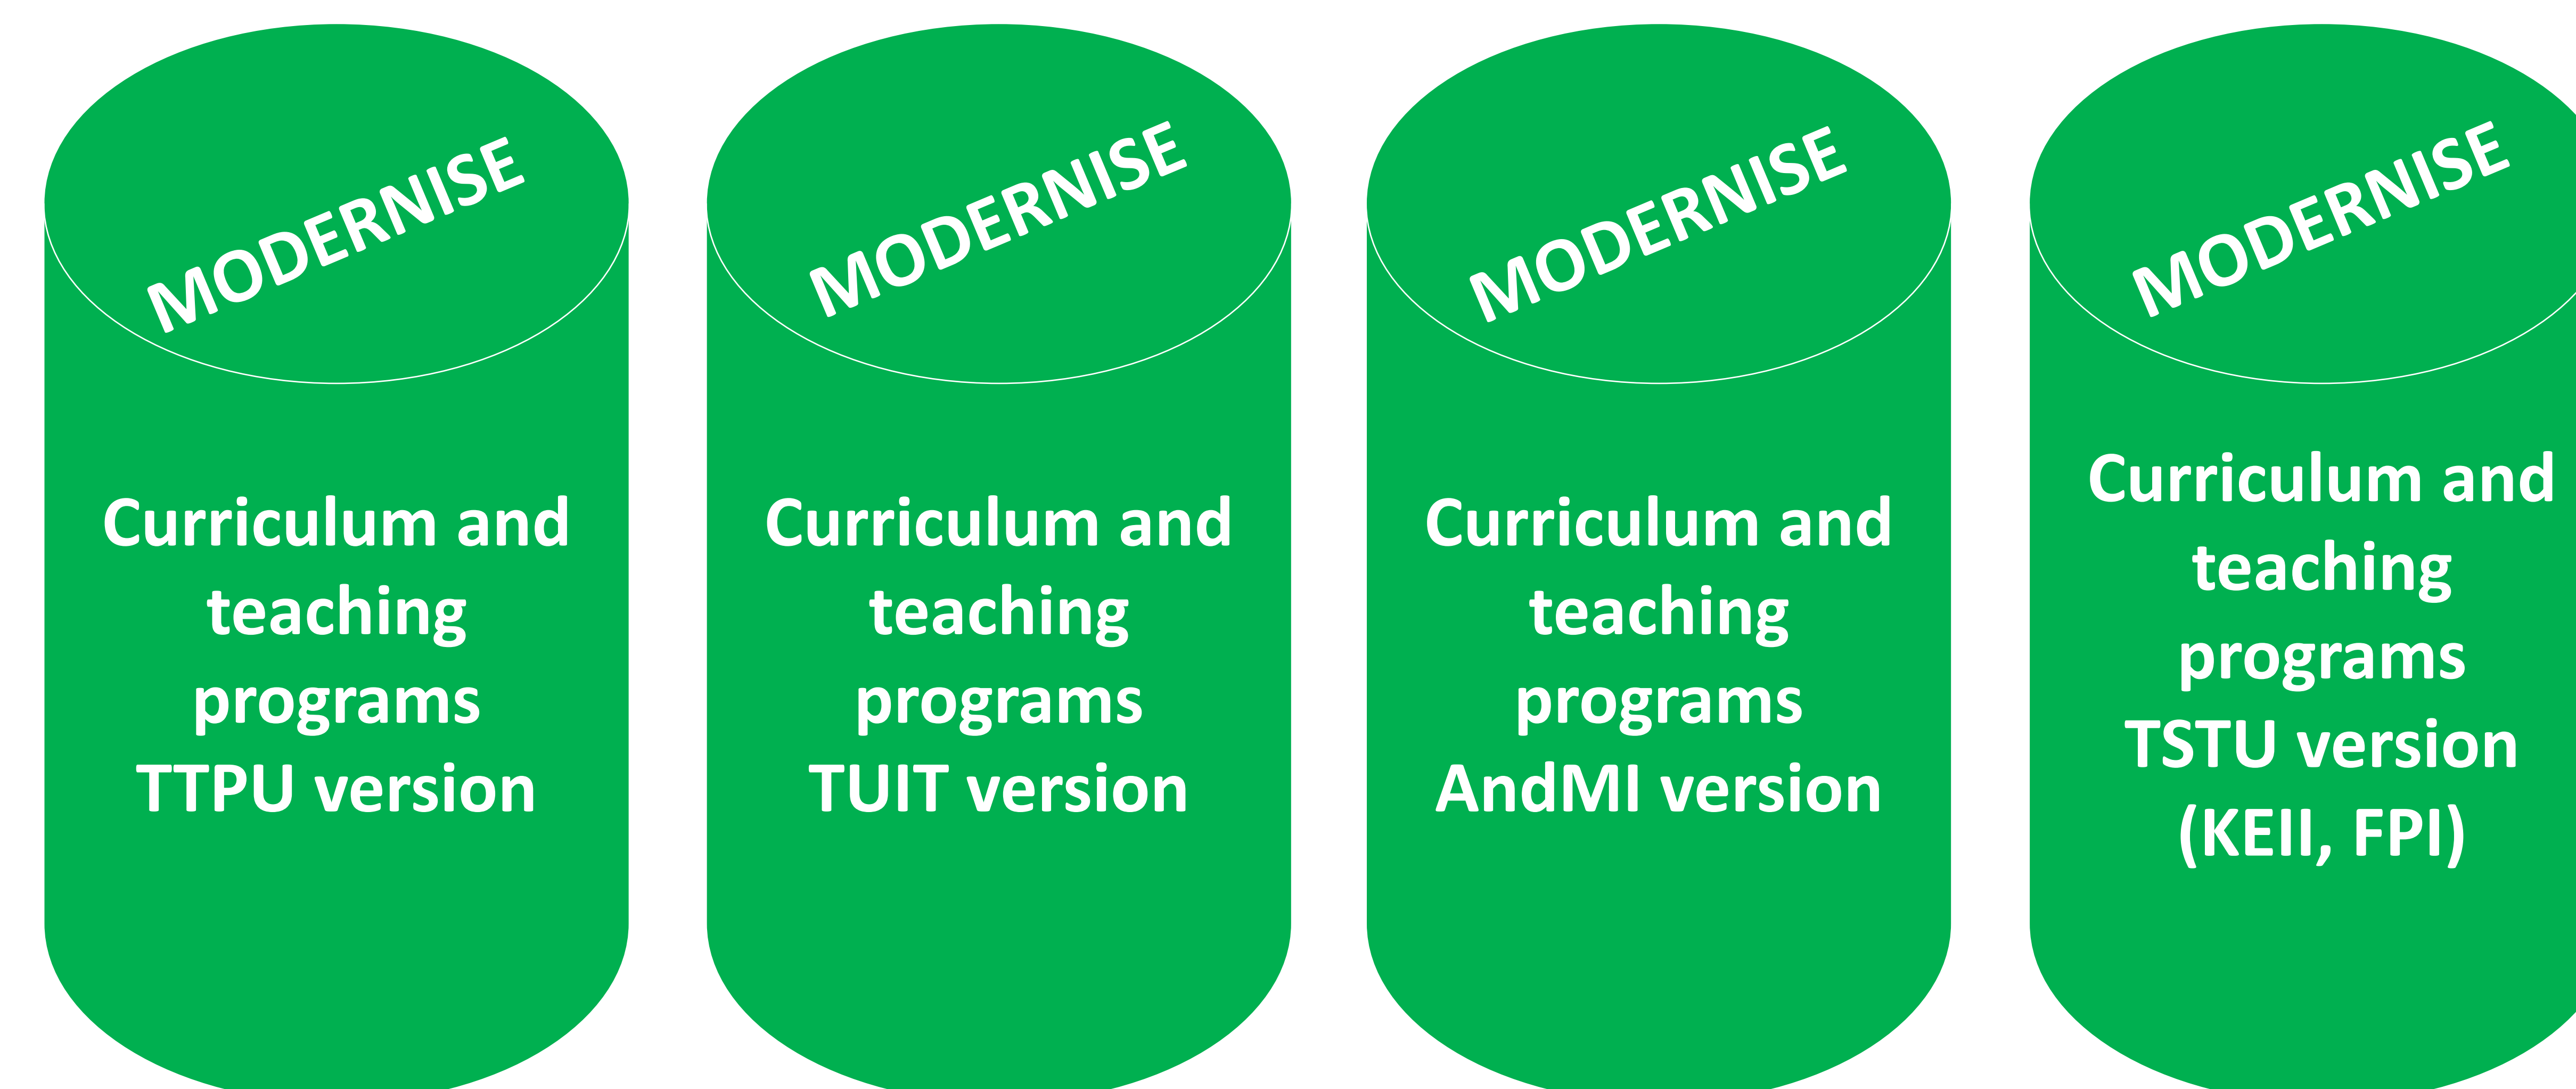 MODERNISE
Curriculum and
teaching
programs
TTPU version
MODERNISE
Curriculum and
teaching
programs
TUIT version
MODERNISE
Curriculum and
teaching
programs
AndMI version
MODERNISE
Curriculum and
teaching
programs
TSTU version
(KEII, FPI)